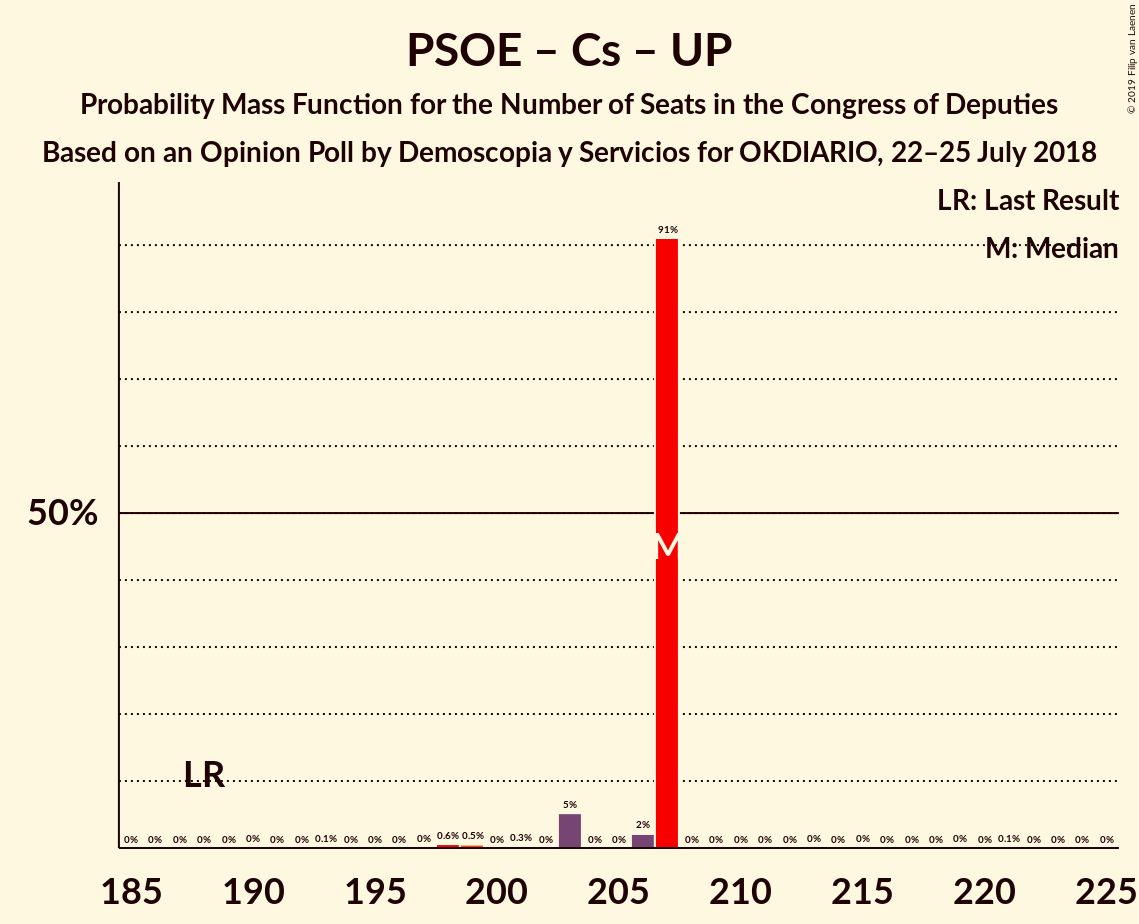 PSOE – Cs – UP
Probability Mass Function for the Number of Seats in the Congress of Deputies
Based on an Opinion Poll by Demoscopia y Servicios for OKDIARIO, 22–25 July 2018
© 2019 Filip van Laenen
LR: Last Result
M: Median
91%
50%
M
LR
5%
2%
0% 0% 0% 0% 0% 0% 0% 0% 0.1% 0% 0% 0% 0% 0.6% 0.5% 0% 0.3% 0% 0% 0% 0% 0% 0% 0% 0% 0% 0% 0% 0% 0% 0% 0% 0% 0.1% 0% 0% 0% 0%
185 190 195 200 205 210 215 220 225